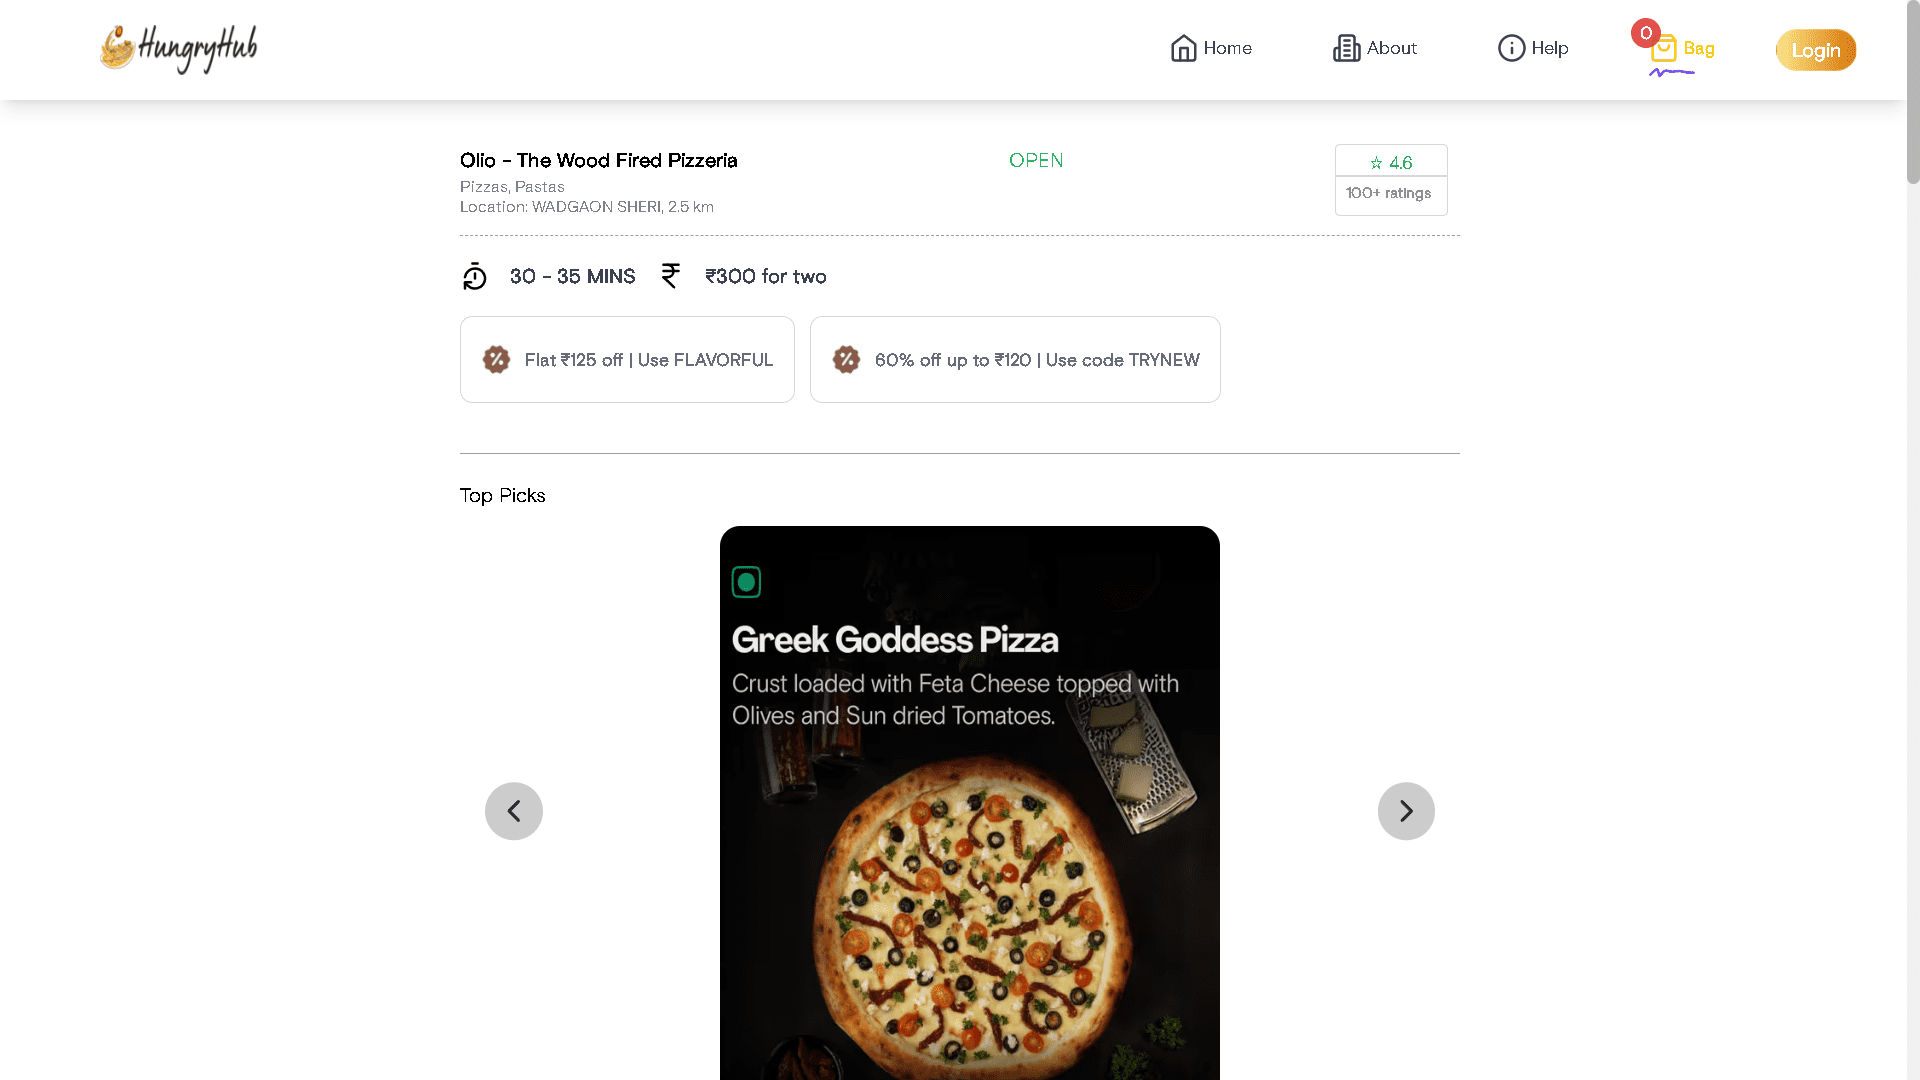 HungryHub
Home
About
Help
0
Bag
Login
Olio - The Wood Fired Pizzeria
OPEN
☆ 4.6
Pizzas, Pastas
100+ ratings
Location: WADGAON SHERI, 2.5 km
30 - 35 MINS
₹
₹300 for two
Flat ₹125 off | Use FLAVORFUL
60% off up to ₹120 | Use code TRYNEW
Top Picks
Greek Goddess Pizza
Crust loaded with Feta Cheese topped with
Olives and Sun dried Tomatoes.